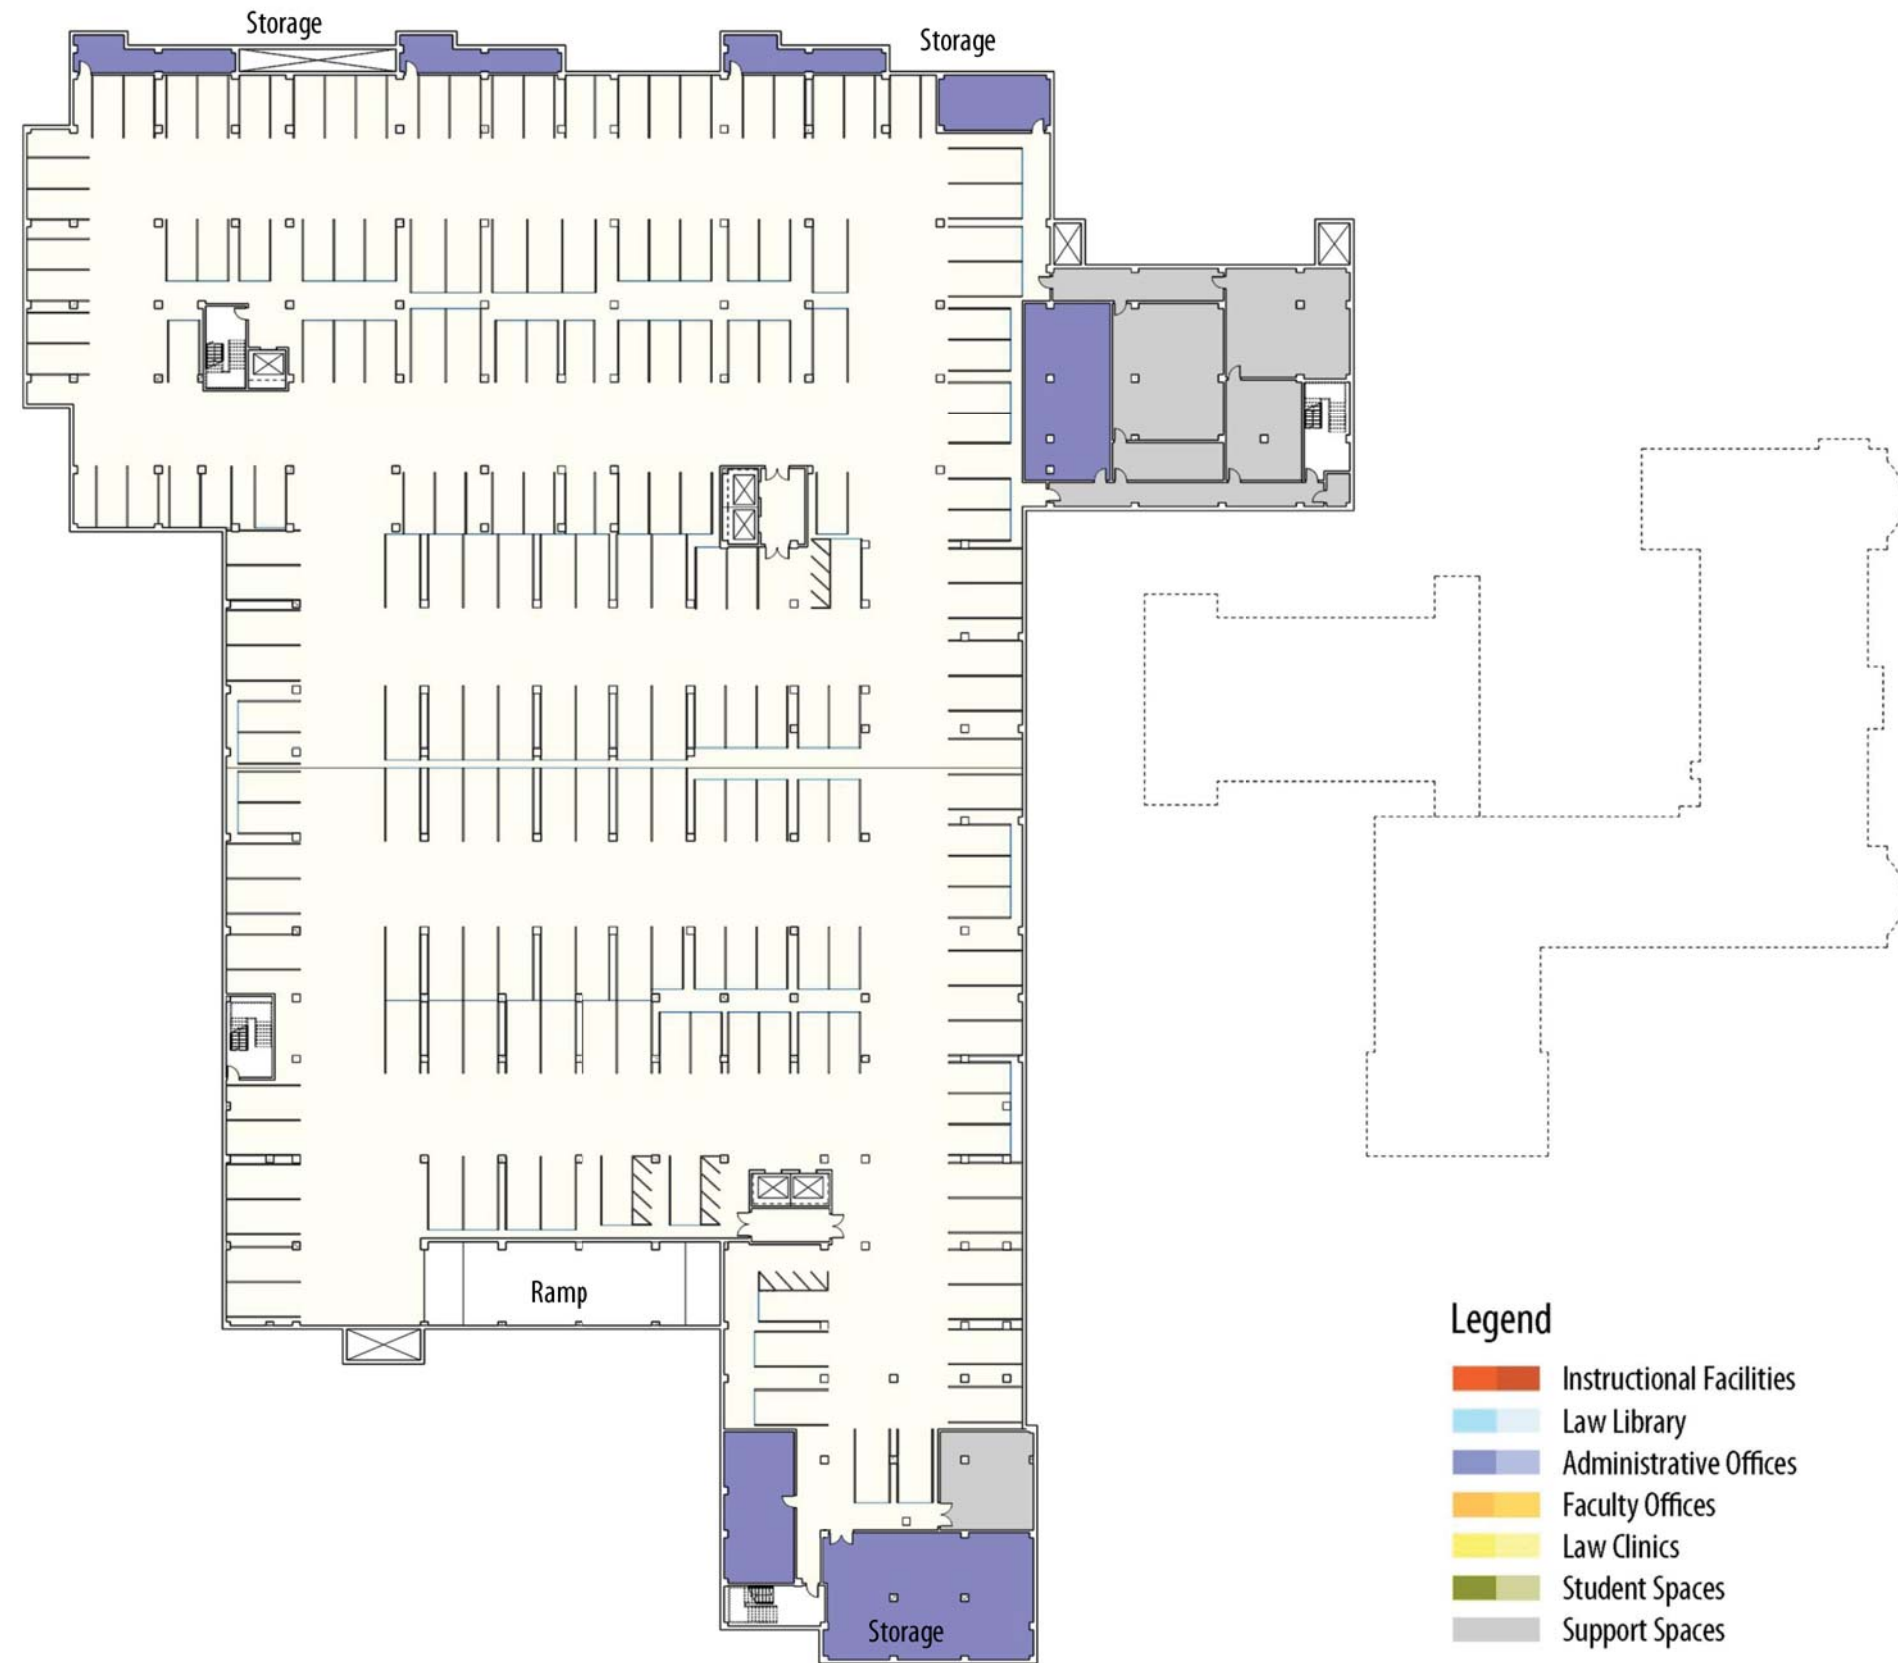 Storage
Storage
Ramp
Storage
Legend
Instructional Facilities
Law Library
Administrative Offices
Faculty Offices
Law Clinics
Student Spaces
Support Spaces